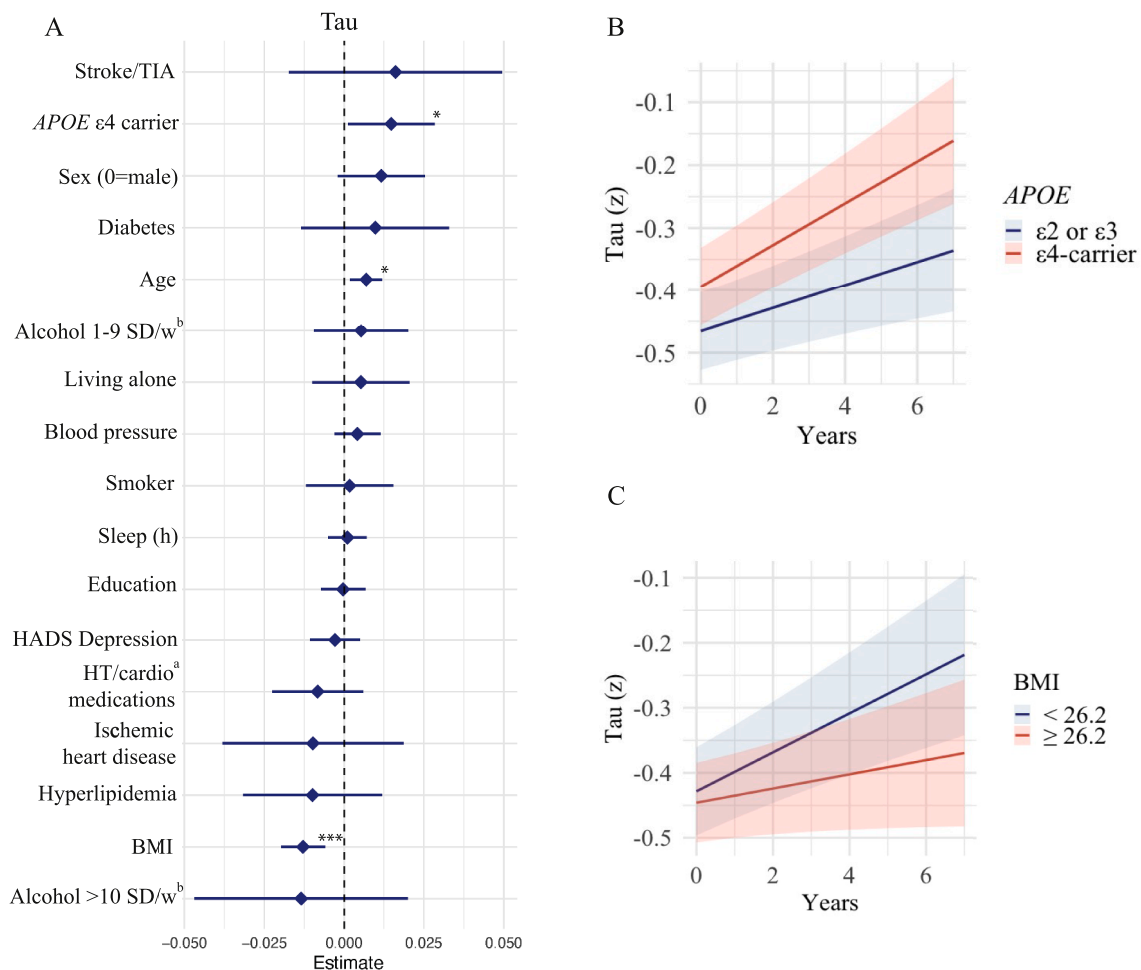 A
Tau
Stroke/TIA
APOE ε4 carrier
*
Sex (0=male)
Diabetes
Age
*
Alcohol 1-9 SD/wᵇ
Living alone
Blood pressure
Smoker
Sleep (h)
Education
HADS Depression
HT/cardioᵃ
medications
Ischemic
heart disease
Hyperlipidemia
BMI
***
Alcohol >10 SD/wᵇ
−0.050 −0.025 0.000 0.025 0.050
Estimate
B
Tau (z)
-0.1
-0.2
-0.3
-0.4
-0.5
0 2 4 6
Years
APOE
ε2 or ε3
ε4-carrier
C
Tau (z)
-0.1
-0.2
-0.3
-0.4
-0.5
0 2 4 6
Years
BMI
< 26.2
≥ 26.2